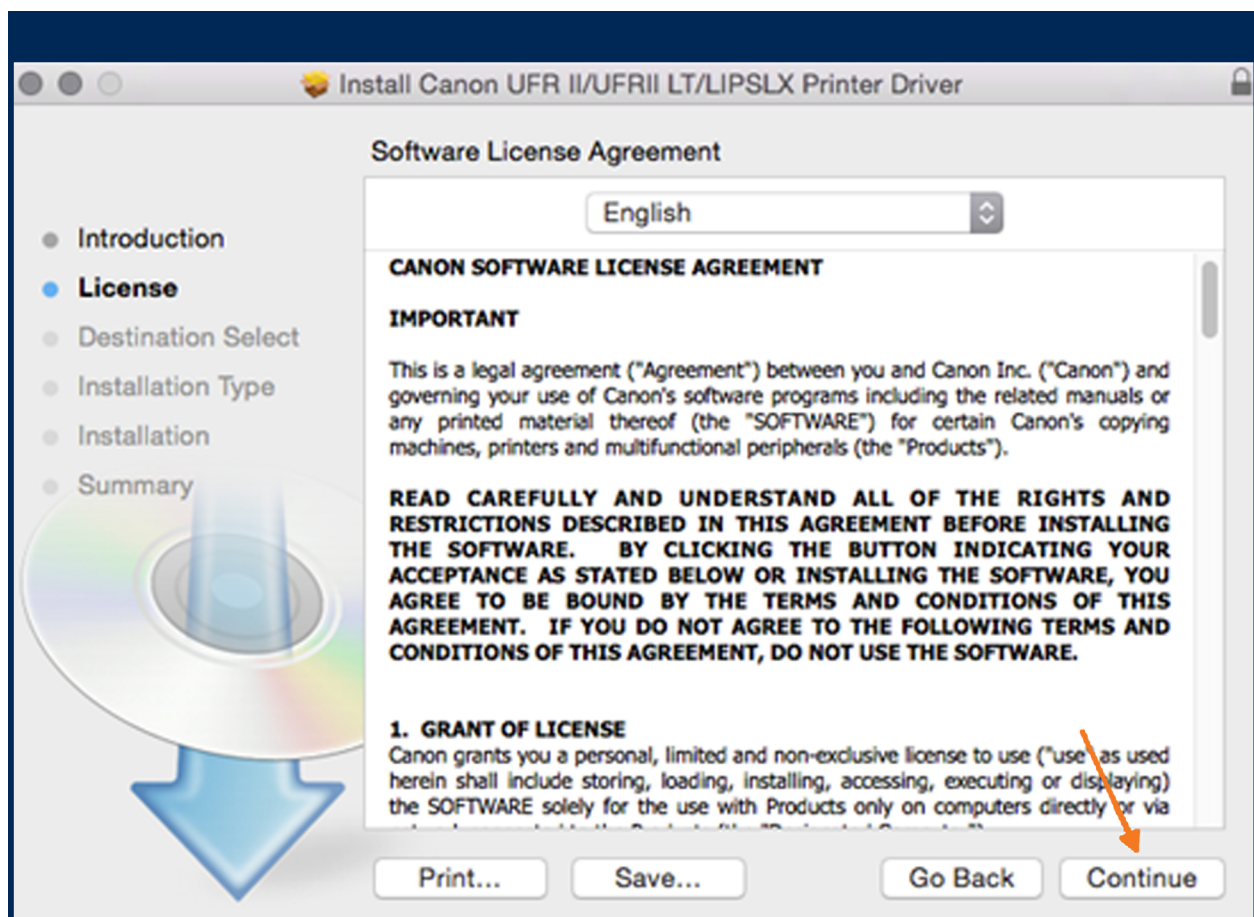 Install Canon UFR II/UFRII LT/LIPSLX Printer Driver
Software License Agreement
English
Introduction
License
Destination Select
Installation Type
Installation
Summary
CANON SOFTWARE LICENSE AGREEMENT
IMPORTANT
This is a legal agreement ("Agreement") between you and Canon Inc. ("Canon") and
governing your use of Canon's software programs including the related manuals or
any printed material thereof (the "SOFTWARE") for certain Canon's copying
machines, printers and multifunctional peripherals (the "Products").
READ CAREFULLY AND UNDERSTAND ALL OF THE RIGHTS AND
RESTRICTIONS DESCRIBED IN THIS AGREEMENT BEFORE INSTALLING
THE SOFTWARE. BY CLICKING THE BUTTON INDICATING YOUR
ACCEPTANCE AS STATED BELOW OR INSTALLING THE SOFTWARE, YOU
AGREE TO BE BOUND BY THE TERMS AND CONDITIONS OF THIS
AGREEMENT. IF YOU DO NOT AGREE TO THE FOLLOWING TERMS AND
CONDITIONS OF THIS AGREEMENT, DO NOT USE THE SOFTWARE.
1. GRANT OF LICENSE
Canon grants you a personal, limited and non-exclusive license to use ("use" as used
herein shall include storing, loading, installing, accessing, executing or displaying)
the SOFTWARE solely for the use with Products only on computers directly or via
Print...
Save...
Go Back
Continue